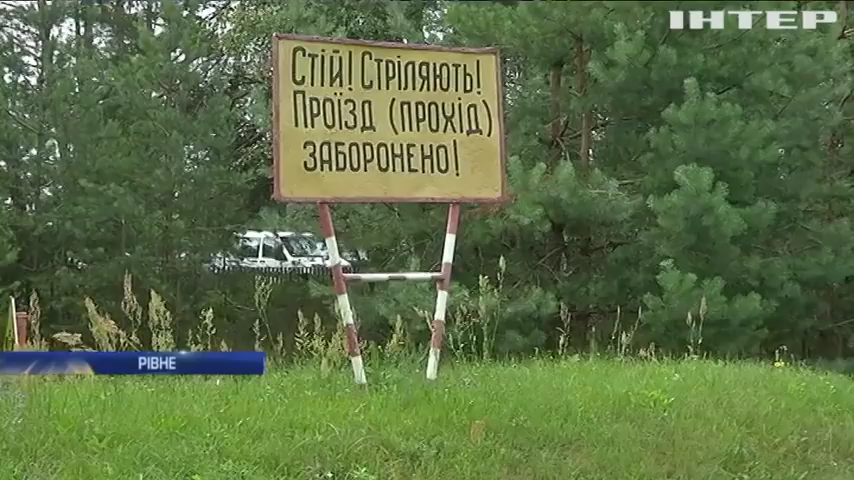 ІНТЕР
Стій! Стріляють!
Проїзд (прохід)
заборонено!
РІВНЕ